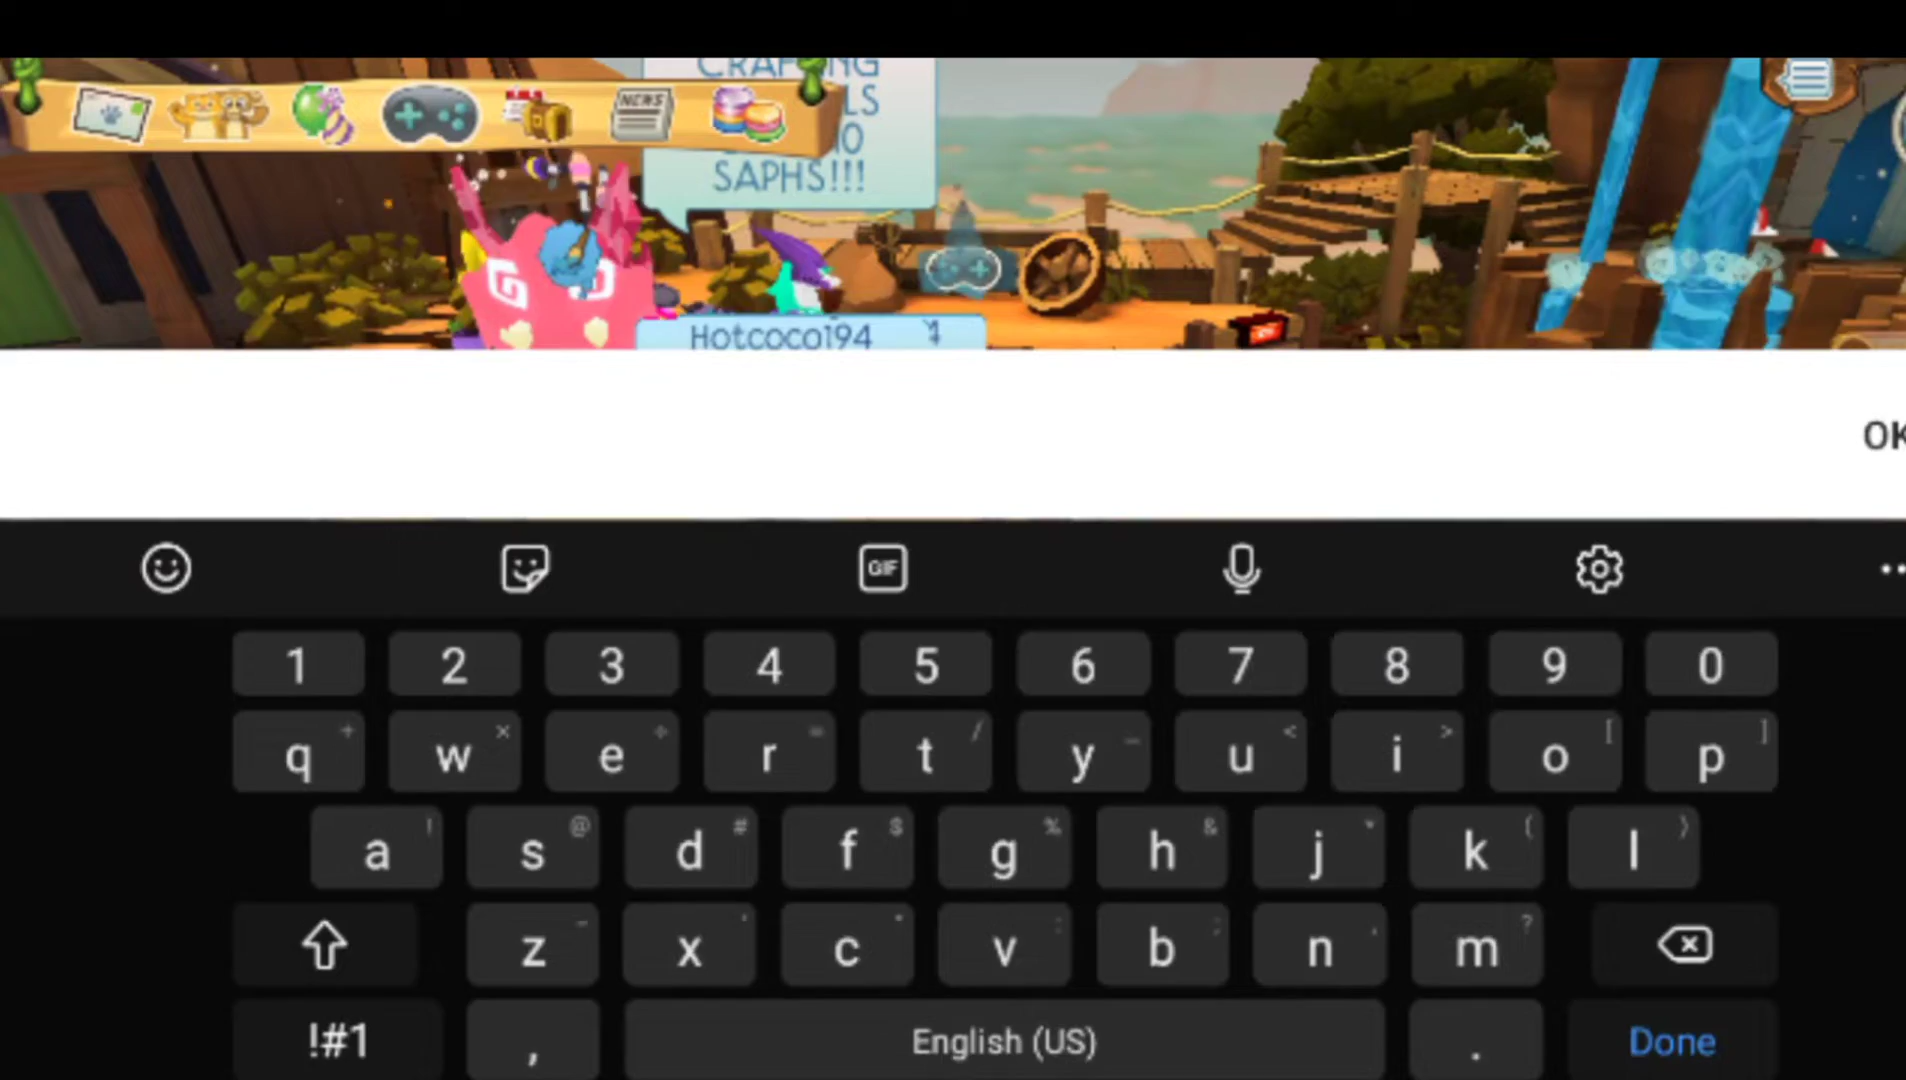 NEWS
SAPHS!!!
Hotcoco194
OK
GIF
1 2 3 4 5 6 7 8 9 0
q w e r t y u i o p
a s d f g h j k l
z x c v b n m
!#1 , English (US) . Done